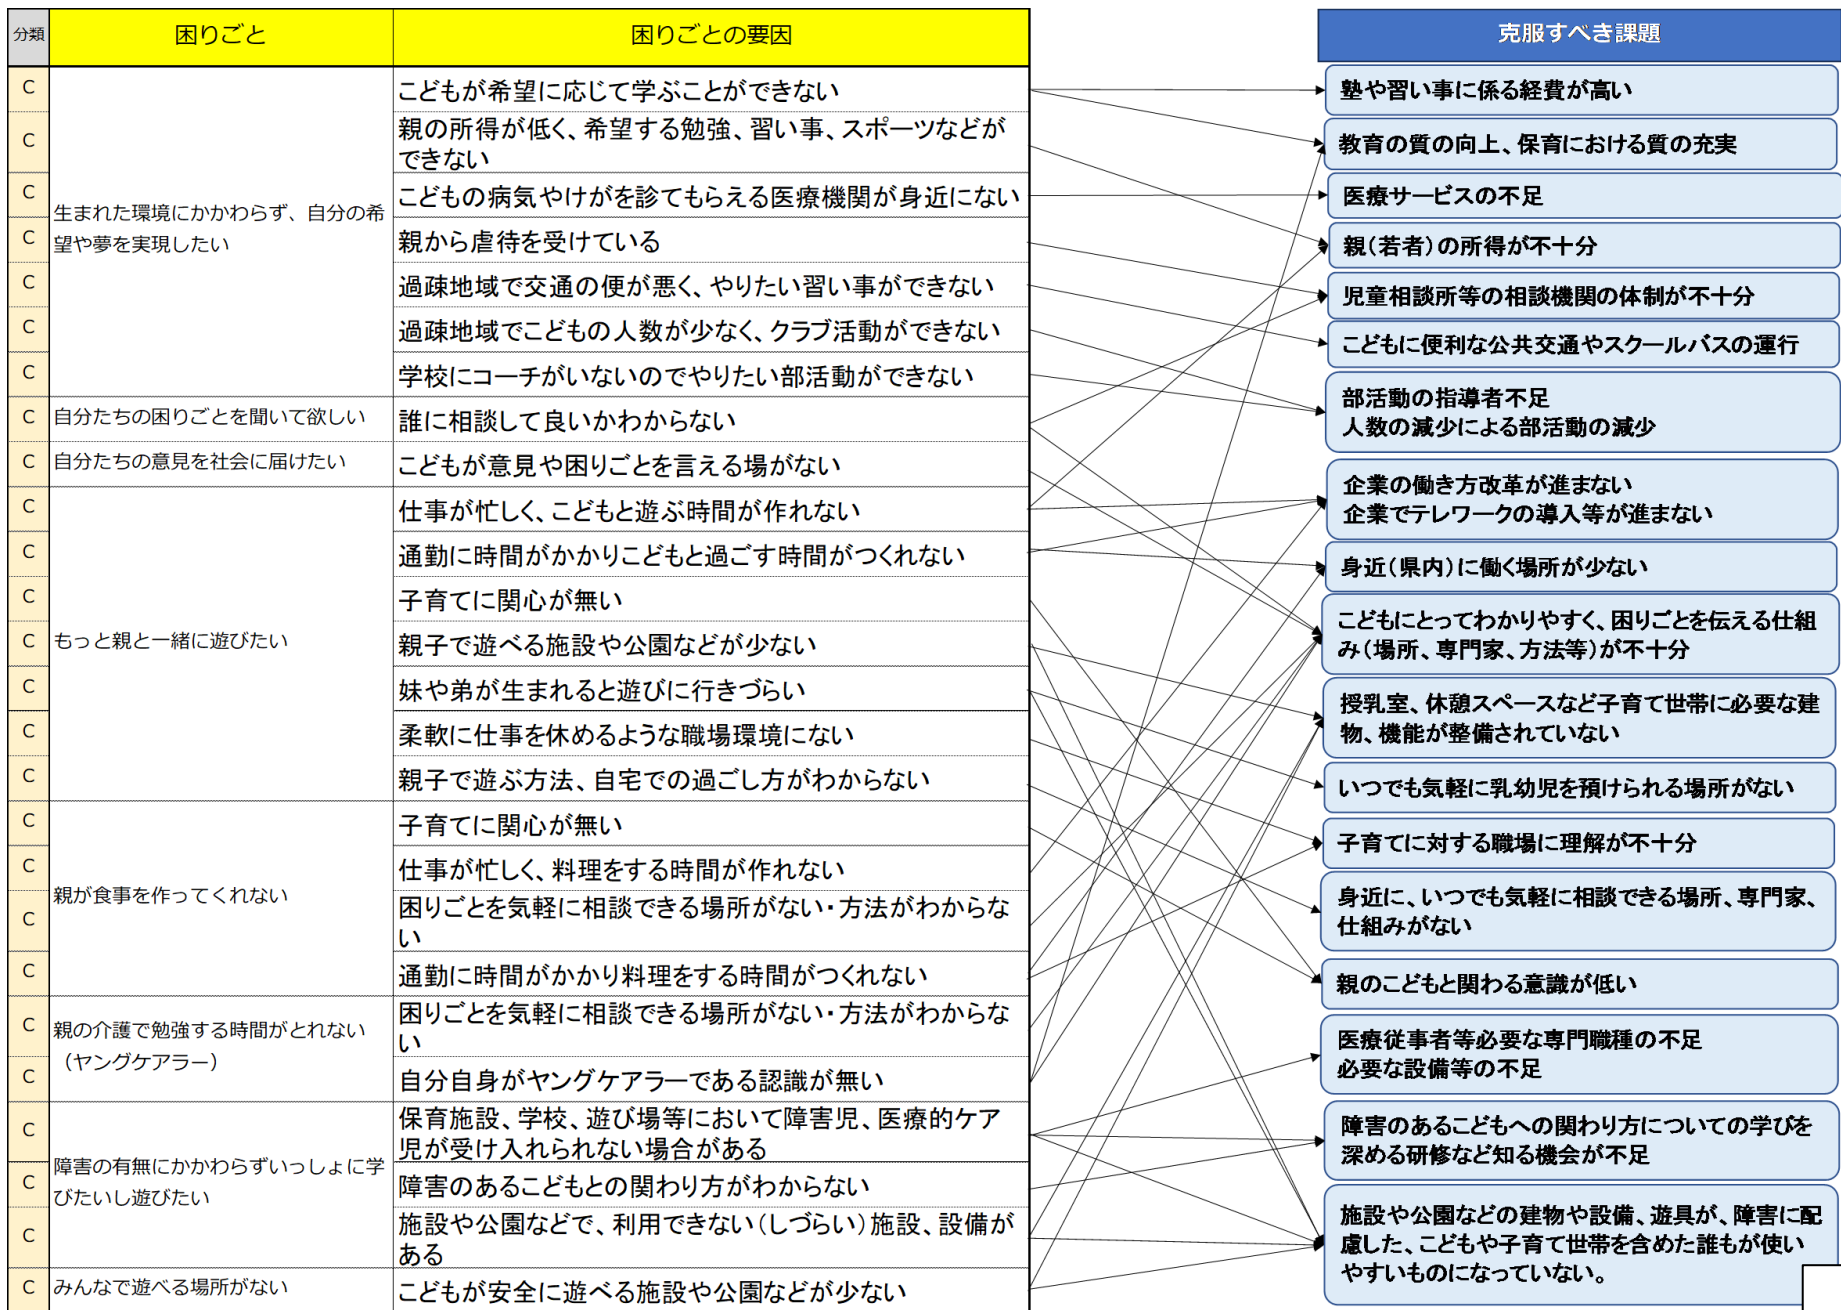 分類
困りごと
困りごとの要因
克服すべき課題
C
生まれた環境にかかわらず、自分の希
望や夢を実現したい
こどもが希望に応じて学ぶことができない
C
親の所得が低く、希望する勉強、習い事、スポーツなどが
できない
C
こどもの病気やけがを診てもらえる医療機関が身近にない
C
親から虐待を受けている
C
過疎地域で交通の便が悪く、やりたい習い事ができない
C
過疎地域でこどもの人数が少なく、クラブ活動ができない
C
学校にコーチがいないのでやりたい部活動ができない
C
自分たちの困りごとを聞いて欲しい
誰に相談して良いかわからない
C
自分たちの意見を社会に届けたい
こどもが意見や困りごとを言える場がない
C
もっと親と一緒に遊びたい
仕事が忙しく、こどもと遊ぶ時間が作れない
C
通勤に時間がかかりこどもと過ごす時間がつくれない
C
子育てに関心が無い
C
親子で遊べる施設や公園などが少ない
C
妹や弟が生まれると遊びに行きづらい
C
柔軟に仕事を休めるような職場環境にない
C
親子で遊ぶ方法、自宅での過ごし方がわからない
C
親が食事を作ってくれない
子育てに関心が無い
C
仕事が忙しく、料理をする時間が作れない
C
困りごとを気軽に相談できる場所がない・方法がわからな
い
C
通勤に時間がかかり料理をする時間がつくれない
C
親の介護で勉強する時間がとれない
（ヤングケアラー）
困りごとを気軽に相談できる場所がない・方法がわからな
い
C
自分自身がヤングケアラーである認識が無い
C
障害の有無にかかわらずいっしょに学
びたいし遊びたい
保育施設、学校、遊び場等において障害児、医療的ケア
児が受け入れられない場合がある
C
障害のあるこどもとの関わり方がわからない
C
施設や公園などで、利用できない（しづらい）施設、設備が
ある
C
みんなで遊べる場所がない
こどもが安全に遊べる施設や公園などが少ない
塾や習い事に係る経費が高い
教育の質の向上、保育における質の充実
医療サービスの不足
親（若者）の所得が不十分
児童相談所等の相談機関の体制が不十分
こどもに便利な公共交通やスクールバスの運行
部活動の指導者不足
人数の減少による部活動の減少
企業の働き方改革が進まない
企業でテレワークの導入等が進まない
身近（県内）に働く場所が少ない
こどもにとってわかりやすく、困りごとを伝える仕組
み（場所、専門家、方法等）が不十分
授乳室、休憩スペースなど子育て世帯に必要な建
物、機能が整備されていない
いつでも気軽に乳幼児を預けられる場所がない
子育てに対する職場に理解が不十分
身近に、いつでも気軽に相談できる場所、専門家、
仕組みがない
親のこどもと関わる意識が低い
医療従事者等必要な専門職種の不足
必要な設備等の不足
障害のあるこどもへの関わり方についての学びを
深める研修など知る機会が不足
施設や公園などの建物や設備、遊具が、障害に配
慮した、こどもや子育て世帯を含めた誰もが使い
やすいものになっていない。